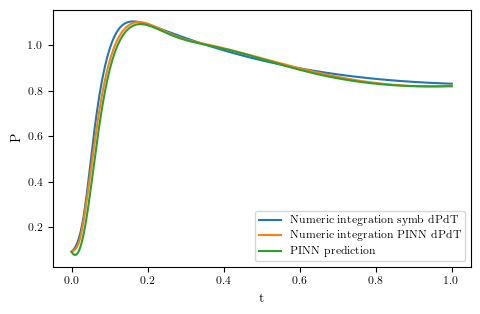 1.0
0.8
0.6
0.4
0.2
P
Numeric integration symb dPdT
Numeric integration PINN dPdT
PINN prediction
0.0 0.2 0.4 0.6 0.8 1.0
t